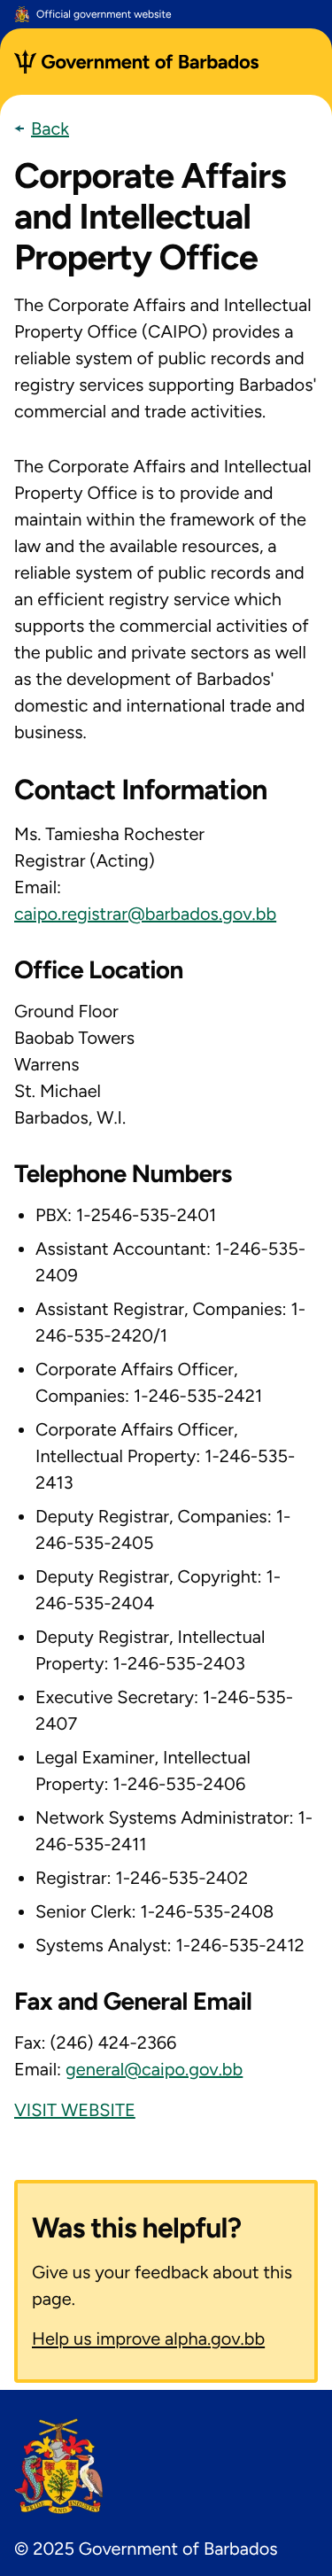 Official government website
Government of Barbados
Back
Corporate Affairs
and Intellectual
Property Office
The Corporate Affairs and Intellectual
Property Office (CAIPO) provides a
reliable system of public records and
registry services supporting Barbados'
commercial and trade activities.
The Corporate Affairs and Intellectual
Property Office is to provide and
maintain within the framework of the
law and the available resources, a
reliable system of public records and
an efficient registry service which
supports the commercial activities of
the public and private sectors as well
as the development of Barbados'
domestic and international trade and
business.
Contact Information
Ms. Tamiesha Rochester
Registrar (Acting)
Email:
caipo.registrar@barbados.gov.bb
Office Location
Ground Floor
Baobab Towers
Warrens
St. Michael
Barbados, W.I.
Telephone Numbers
• PBX: 1-2546-535-2401
• Assistant Accountant: 1-246-535-
2409
• Assistant Registrar, Companies: 1-
246-535-2420/1
• Corporate Affairs Officer,
Companies: 1-246-535-2421
• Corporate Affairs Officer,
Intellectual Property: 1-246-535-
2413
• Deputy Registrar, Companies: 1-
246-535-2405
• Deputy Registrar, Copyright: 1-
246-535-2404
• Deputy Registrar, Intellectual
Property: 1-246-535-2403
• Executive Secretary: 1-246-535-
2407
• Legal Examiner, Intellectual
Property: 1-246-535-2406
• Network Systems Administrator: 1-
246-535-2411
• Registrar: 1-246-535-2402
• Senior Clerk: 1-246-535-2408
• Systems Analyst: 1-246-535-2412
Fax and General Email
Fax: (246) 424-2366
Email: general@caipo.gov.bb
VISIT WEBSITE
Was this helpful?
Give us your feedback about this
page.
Help us improve alpha.gov.bb
PRIDE AND INDUSTRY
© 2025 Government of Barbados